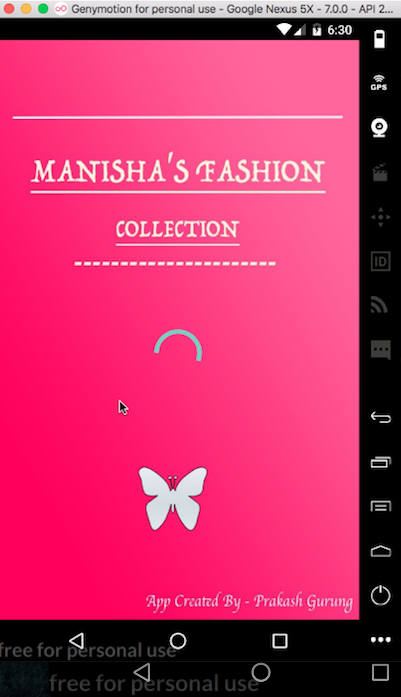 Genymotion for personal use - Google Nexus 5X - 7.0.0 - API 2...
6:30
GPS
MANISHA'S FASHION
COLLECTION
---------------------
ID
App Created By - Prakash Gurung
free for personal use
free for personal use